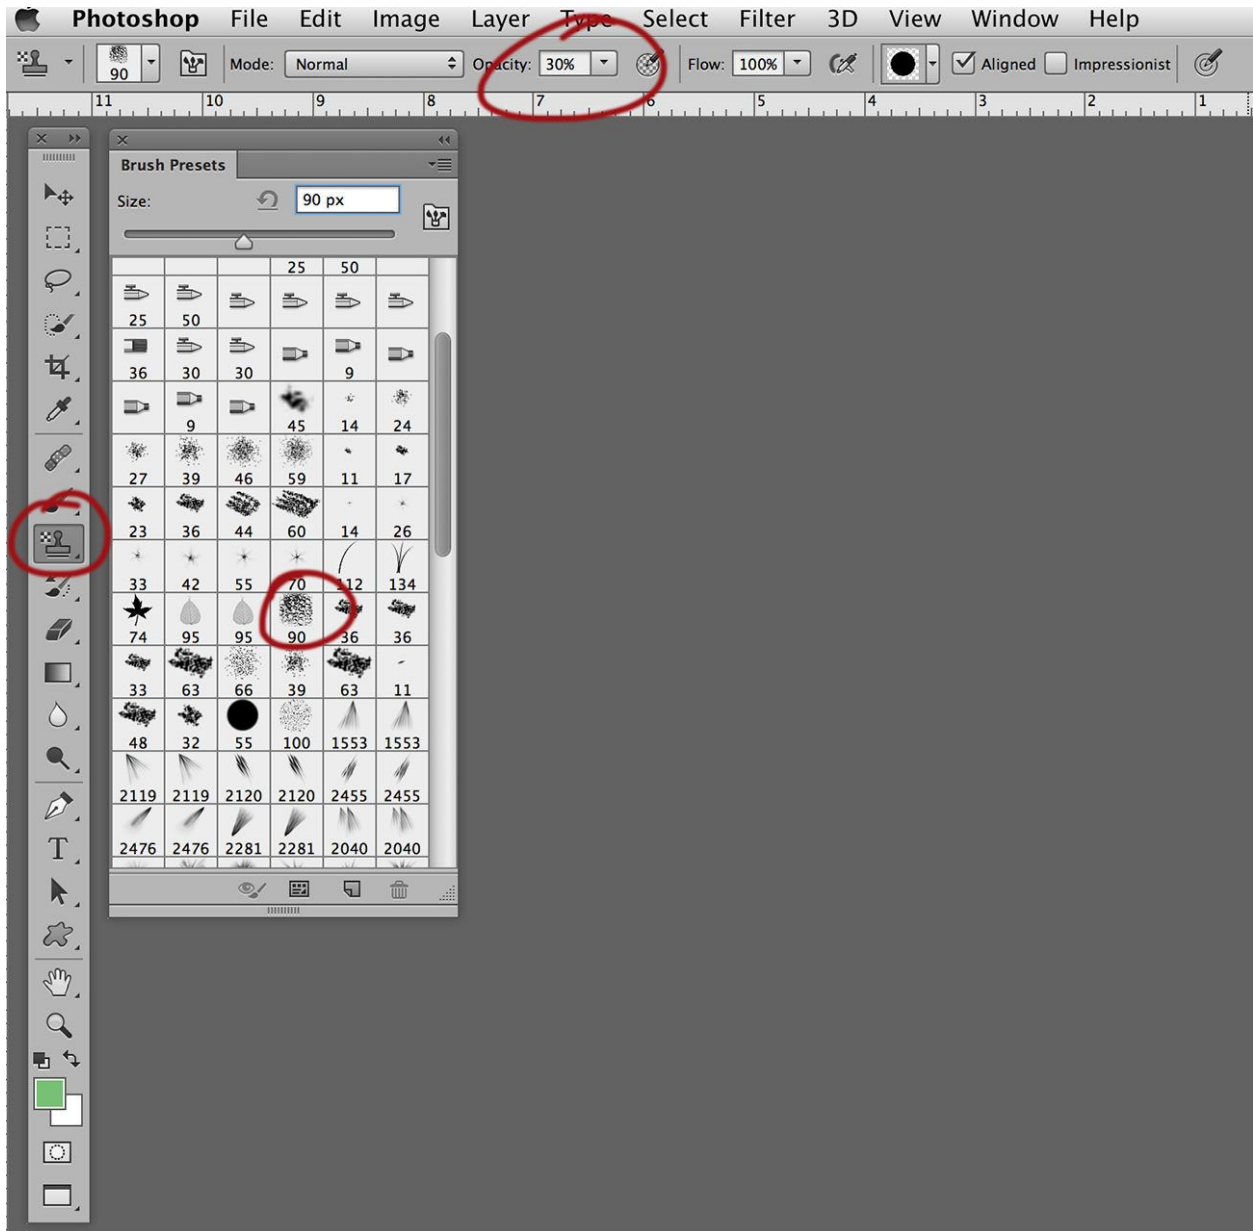 Photoshop File Edit Image Layer Type Select Filter 3D View Window Help
90 Mode: Normal Opacity: 30% Flow: 100% Aligned Impressionist
11 10 9 8 7 6 5 4 3 2 1
Brush Presets
Size: 90 px
25 50
25 50
36 30 30 9
9 45 14 24
27 39 46 59 11 17
23 36 44 60 14 26
33 42 55 70 112 134
74 95 95 90 36 36
33 63 66 39 63 11
48 32 55 100 1553 1553
2119 2119 2120 2120 2455 2455
T
2476 2476 2281 2281 2040 2040